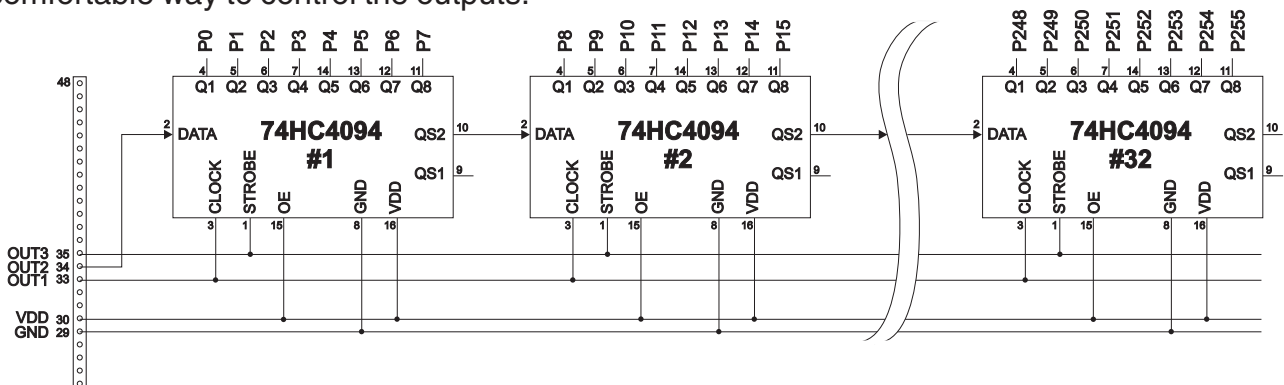 comfortable way to control the outputs.
P0 P1 P2 P3 P4 P5 P6 P7 P8 P9 P10 P11 P12 P13 P14 P15 P248 P249 P250 P251 P252 P253 P254 P255
48 4 5 6 7 14 13 12 11 4 5 6 7 14 13 12 11 4 5 6 7 14 13 12 11
Q1 Q2 Q3 Q4 Q5 Q6 Q7 Q8 Q1 Q2 Q3 Q4 Q5 Q6 Q7 Q8 Q1 Q2 Q3 Q4 Q5 Q6 Q7 Q8
2 DATA 74HC4094 QS2 10 2 DATA 74HC4094 QS2 10 2 DATA 74HC4094 QS2 10
#1 #2 #32
QS1 9 QS1 9 QS1 9
CLOCK STROBE OE GND VDD CLOCK STROBE OE GND VDD CLOCK STROBE OE GND VDD
3 1 15 8 16 3 1 15 8 16 3 1 15 8 16
OUT3 35
OUT2 34
OUT1 33
VDD 30
GND 29